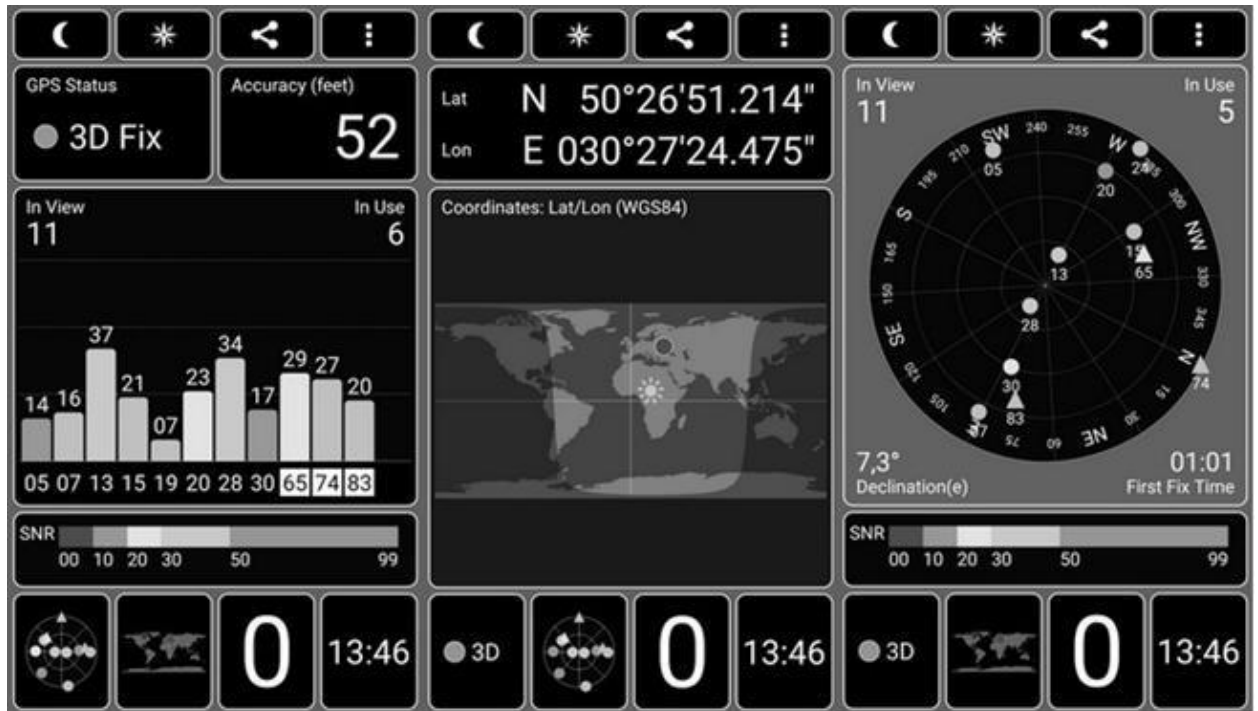 GPS Status
3D Fix
Accuracy (feet)
52
In View
11
In Use
6
14 16 37 21 07 23 34 17 29 27 20
05 07 13 15 19 20 28 30 65 74 83
SNR
00 10 20 30 50 99
0
13:46
Lat N 50°26'51.214"
Lon E 030°27'24.475"
Coordinates: Lat/Lon (WGS84)
3D
0
13:46
In View
11
In Use
5
210 SW 240 255 W
195 05 24 285
20 300
S NW
15
165 13 65 330
150 28 345
SE N
120 30 74
105 83 15
75 60 NE 30
7,3°
Declination(e)
01:01
First Fix Time
SNR
00 10 20 30 50 99
3D
0
13:46